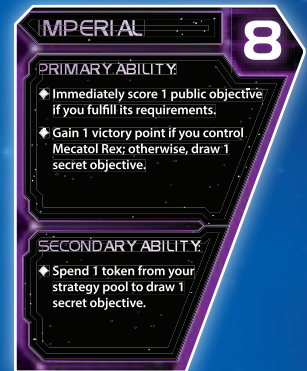 IMPERIAL
8
PRIMARY ABILITY:
Immediately score 1 public objective
if you fulfill its requirements.
Gain 1 victory point if you control
Mecatol Rex; otherwise, draw 1
secret objective.
SECONDARY ABILITY:
Spend 1 token from your
strategy pool to draw 1
secret objective.